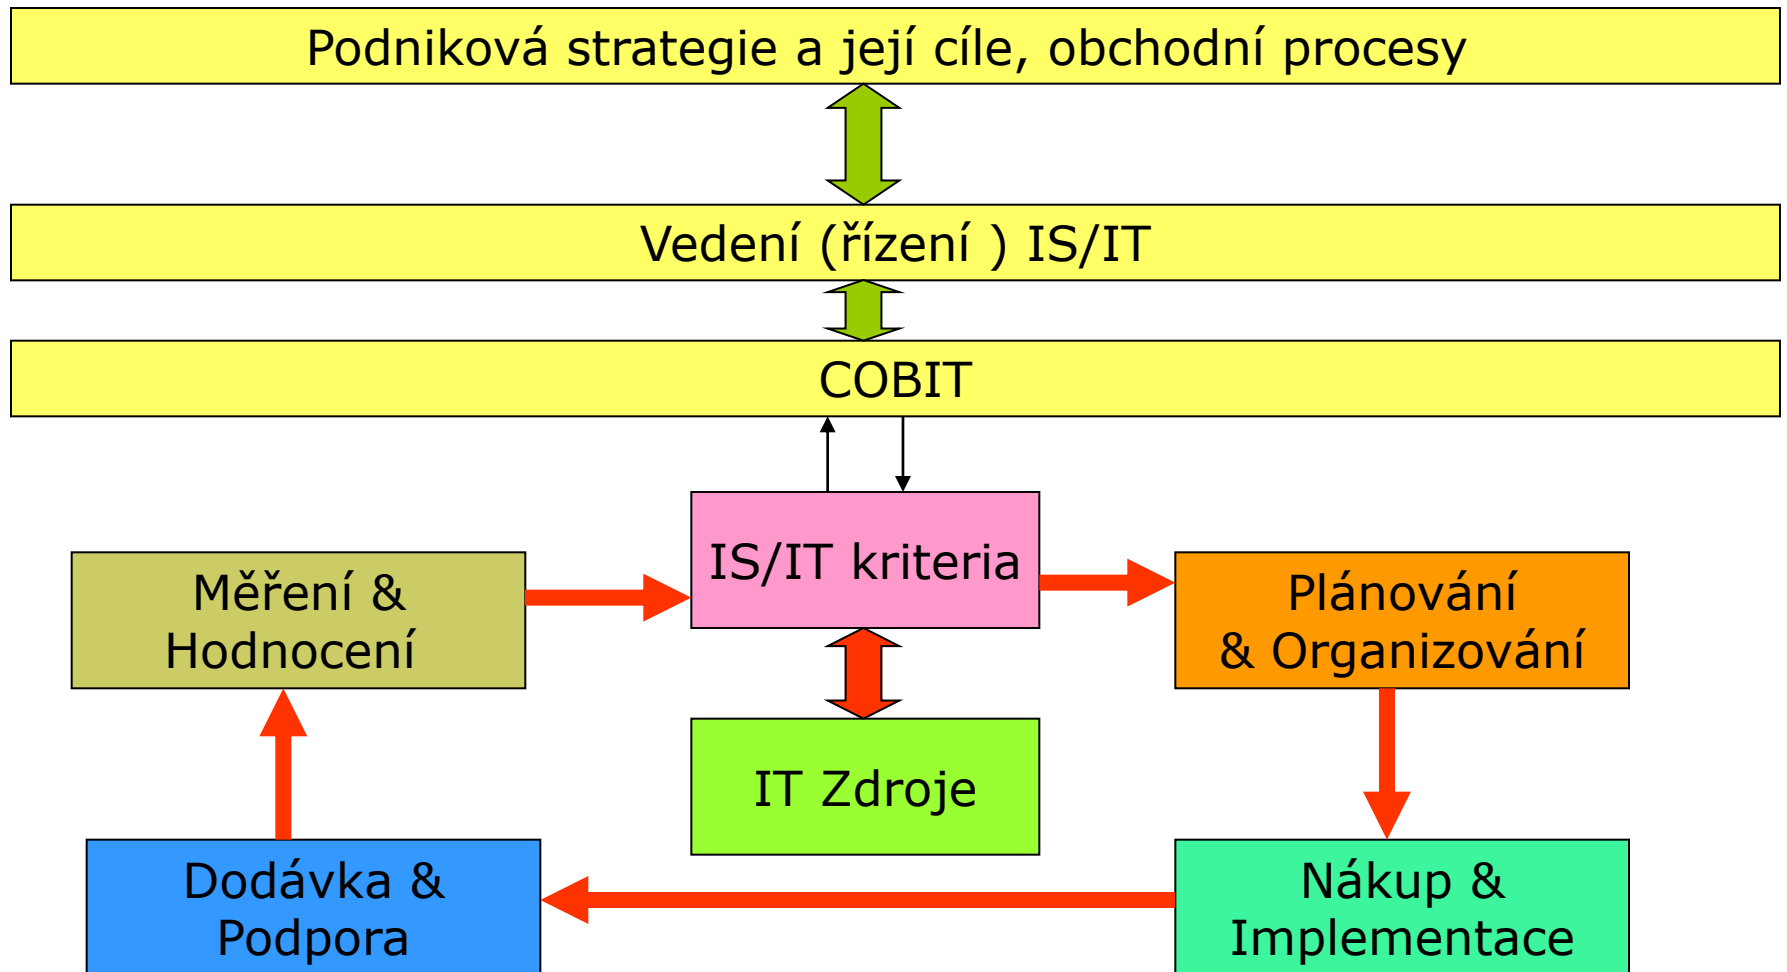 Podniková strategie a její cíle, obchodní procesy
Vedení (řízení ) IS/IT
COBIT
IS/IT kriteria
Měření &
Hodnocení
Plánování
& Organizování
IT Zdroje
Dodávka &
Podpora
Nákup &
Implementace